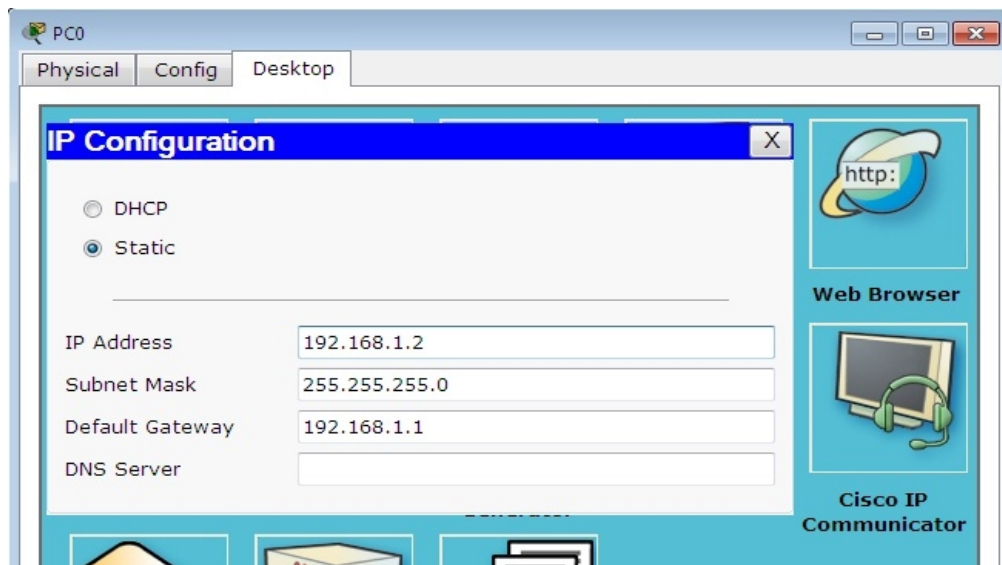 PC0
Physical Config Desktop
IP Configuration X
DHCP
Static
IP Address 192.168.1.2
Subnet Mask 255.255.255.0
Default Gateway 192.168.1.1
DNS Server
http:
Web Browser
Cisco IP
Communicator